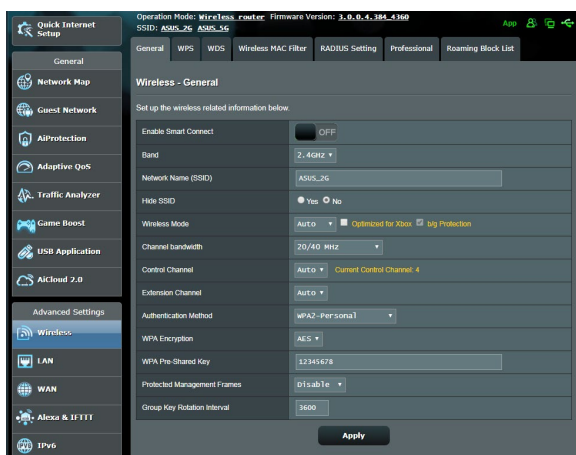 Quick Internet
Setup
Operation Mode: Wireless router Firmware Version: 3.0.0.4.384_4360
SSID: ASUS_2G ASUS_5G
App
General WPS WDS Wireless MAC Filter RADIUS Setting Professional Roaming Block List
General
Network Map
Guest Network
AiProtection
Adaptive QoS
Traffic Analyzer
Game Boost
USB Application
AiCloud 2.0
Advanced Settings
Wireless
LAN
WAN
Alexa & IFTTT
IPv6
Wireless - General
Set up the wireless related information below.
Enable Smart Connect OFF
Band 2.4GHz
Network Name (SSID) ASUS_2G
Hide SSID Yes No
Wireless Mode Auto Optimized for Xbox b/g Protection
Channel bandwidth 20/40 MHz
Control Channel Auto Current Control Channel: 4
Extension Channel Auto
Authentication Method WPA2-Personal
WPA Encryption AES
WPA Pre-Shared Key 12345678
Protected Management Frames Disable
Group Key Rotation Interval 3600
Apply